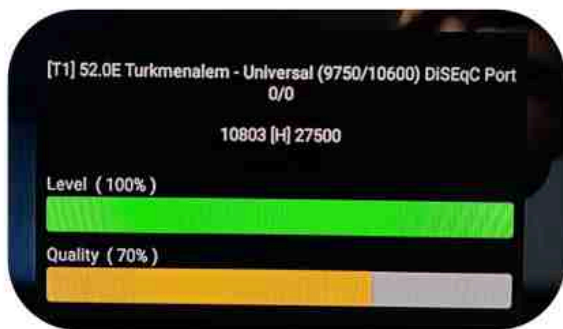 [T1] 52.0E Turkmenalem - Universal (9750/10600) DiSEqC Port
0/0
10803 [H] 27500
Level ( 100% )
Quality ( 70% )